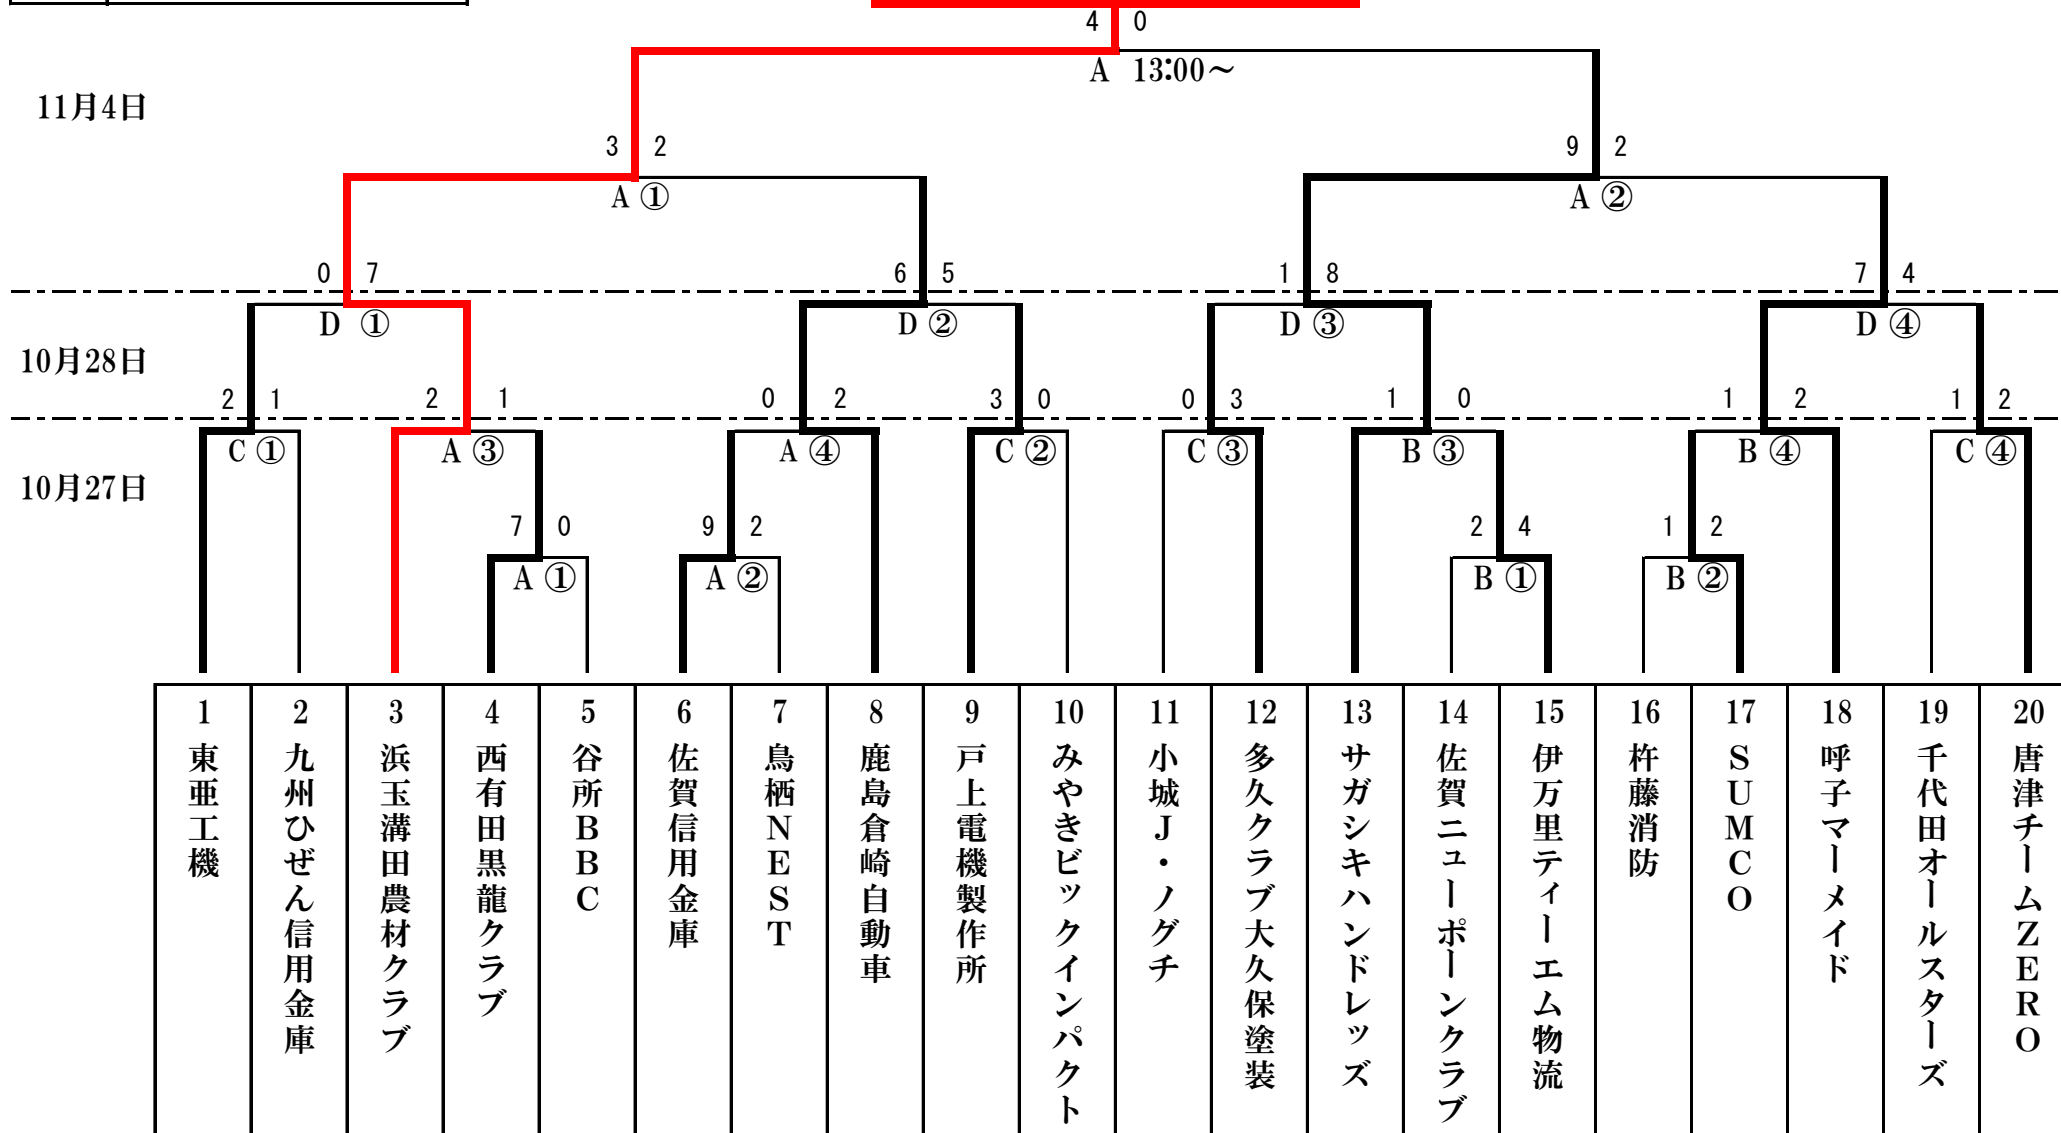 4 0
A 13:00～
11月4日
3 2
9 2
A ①
A ②
0 7
6 5
1 8
7 4
D ①
D ②
D ③
D ④
10月28日
2 1
2 1
0 2
3 0
0 3
1 0
1 2
1 2
C ①
A ③
A ④
C ②
C ③
B ③
B ④
C ④
10月27日
7 0
9 2
2 4
1 2
A ①
A ②
B ①
B ②
1 東亜工機
2 九州ひぜん信用金庫
3 浜玉溝田農材クラブ
4 西有田黒龍クラブ
5 谷所BBC
6 佐賀信用金庫
7 鳥栖NEST
8 鹿島倉崎自動車
9 戸上電機製作所
10 みやきビックインパクト
11 小城J・ノグチ
12 多久クラブ大久保塗装
13 サガシキハンドレッズ
14 佐賀ニューポーンクラブ
15 伊万里ティーエム物流
16 杵藤消防
17 SUMCO
18 呼子マーメイド
19 千代田オールスターズ
20 唐津チームZERO